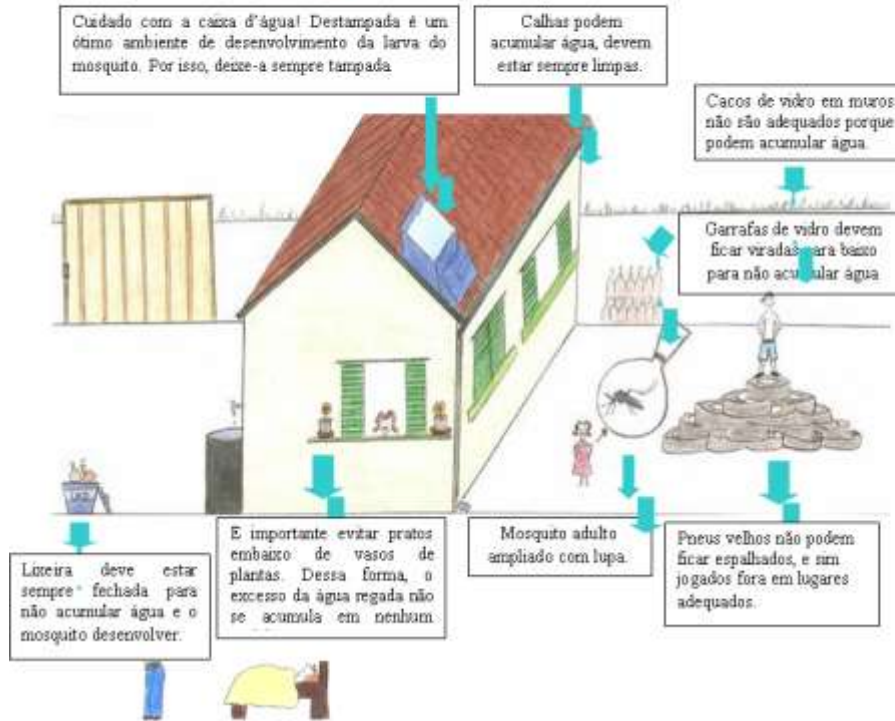 Cuidado com a caixa d'água! Destampada é um
ótimo ambiente de desenvolvimento da larva do
mosquito. Por isso, deixe-a sempre tampada.
Calhas podem
acumular água, devem
estar sempre limpas.
Cacos de vidro em muros
não são adequados porque
podem acumular água.
Garrafas de vidro devem
ficar viradas para baixo
para não acumular água
Lixeira deve estar
sempre fechada para
não acumular água e o
mosquito desenvolver.
E importante evitar pratos
embaixo de vasos de
plantas. Dessa forma, o
excesso da água regada não
se acumula em nenhum
Mosquito adulto
ampliado com lupa.
Pneus velhos não podem
ficar espalhados, e sim
jogados fora em lugares
adequados.